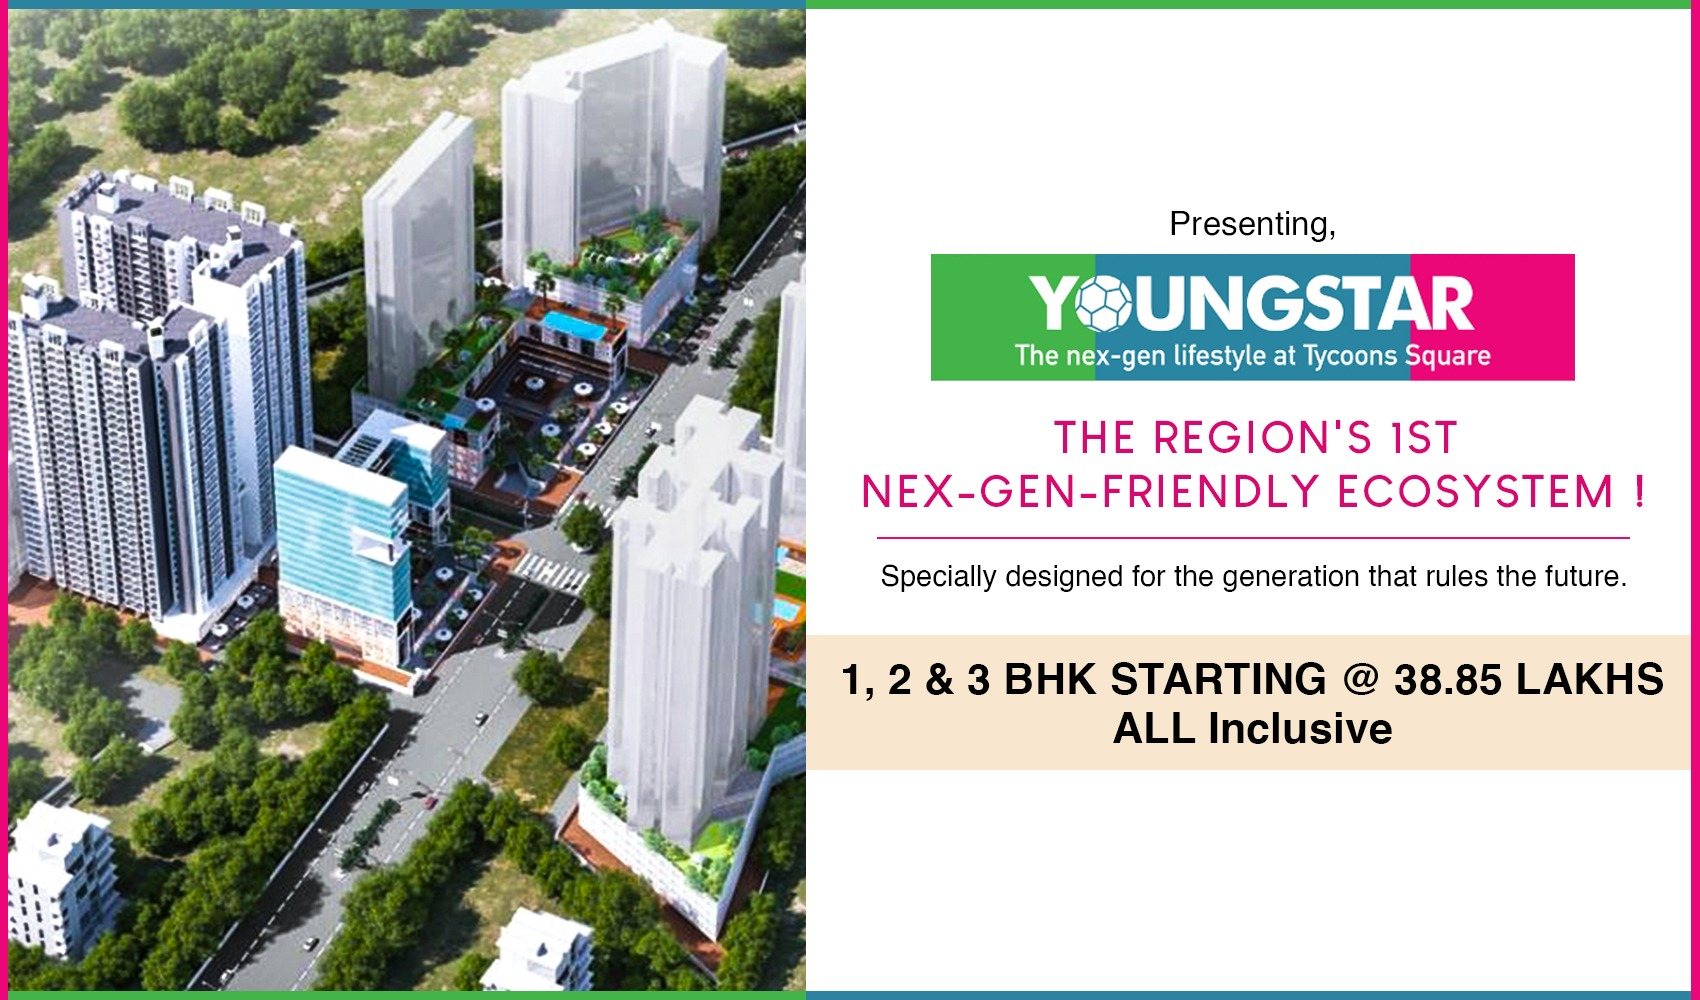 Presenting,
YOUNGSTAR
The nex-gen lifestyle at Tycoons Square
THE REGION'S 1ST
NEX-GEN-FRIENDLY ECOSYSTEM !
Specially designed for the generation that rules the future.
1, 2 & 3 BHK STARTING @ 38.85 LAKHS
ALL Inclusive